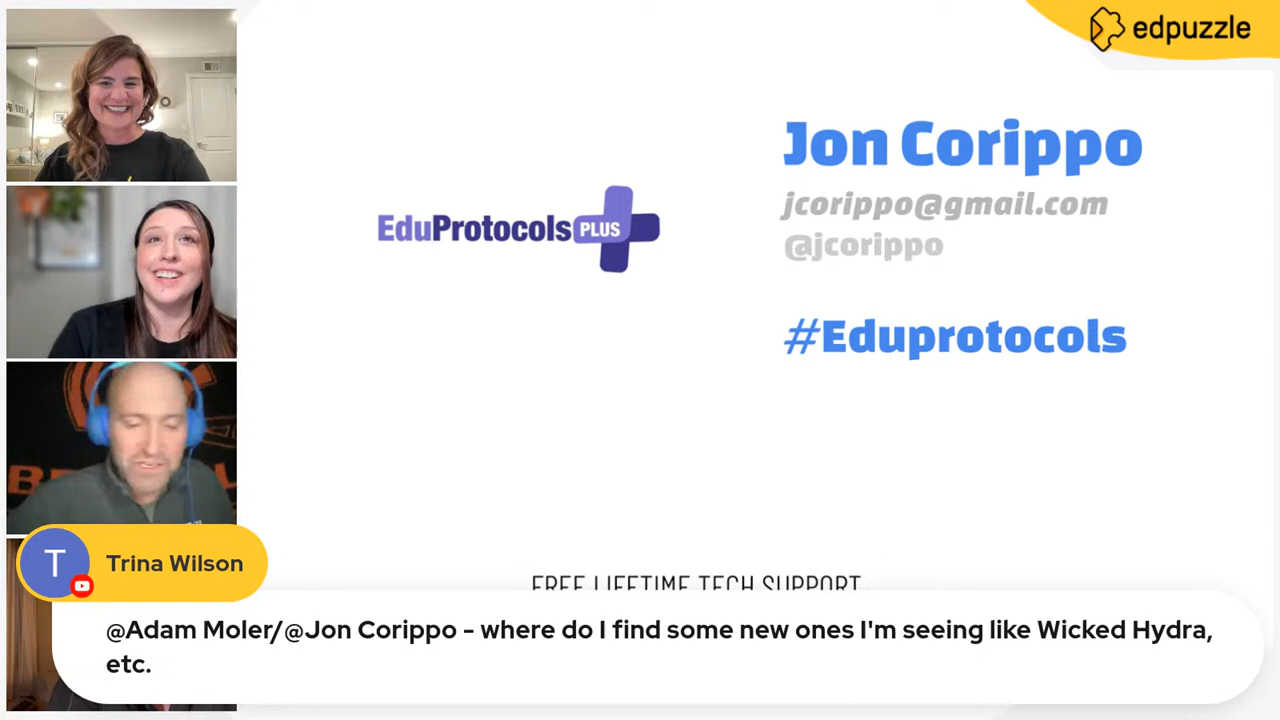 edpuzzle
Jon Corippo
jcorippo@gmail.com
@jcorippo
EduProtocols PLUS
#Eduprotocols
FREE LIFETIME TECH SUPPORT
Trina Wilson
@Adam Moler/@Jon Corippo - where do I find some new ones I'm seeing like Wicked Hydra,
etc.